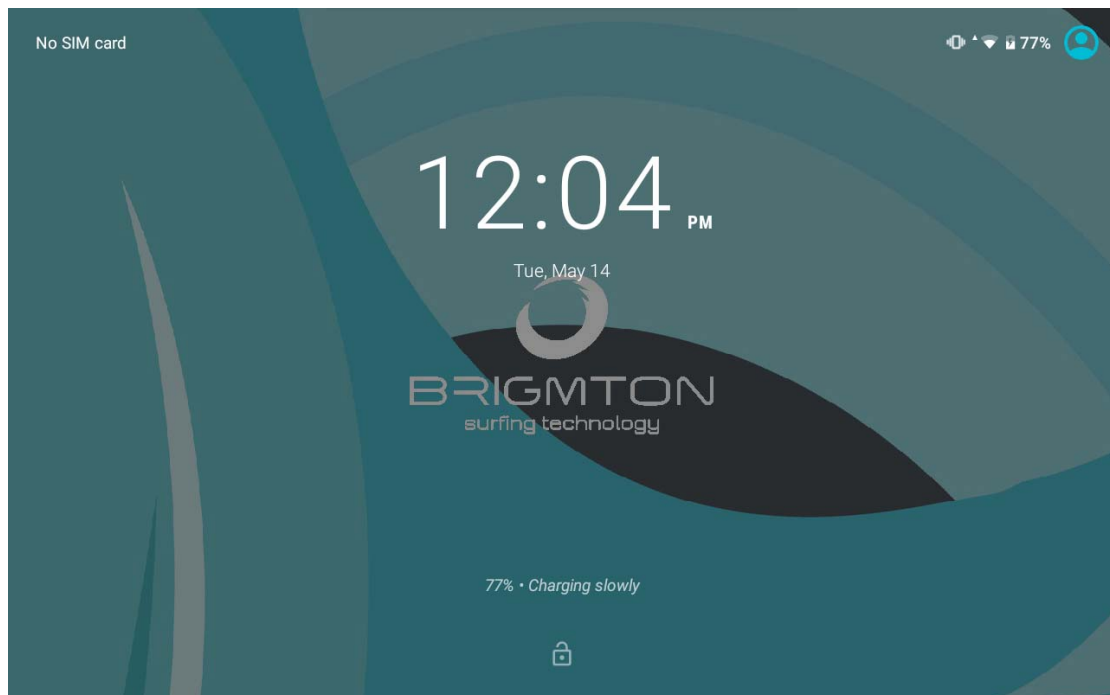 No SIM card
77%
12:04 PM
Tue, May 14
BRIGMTON
surfing technology
77% • Charging slowly